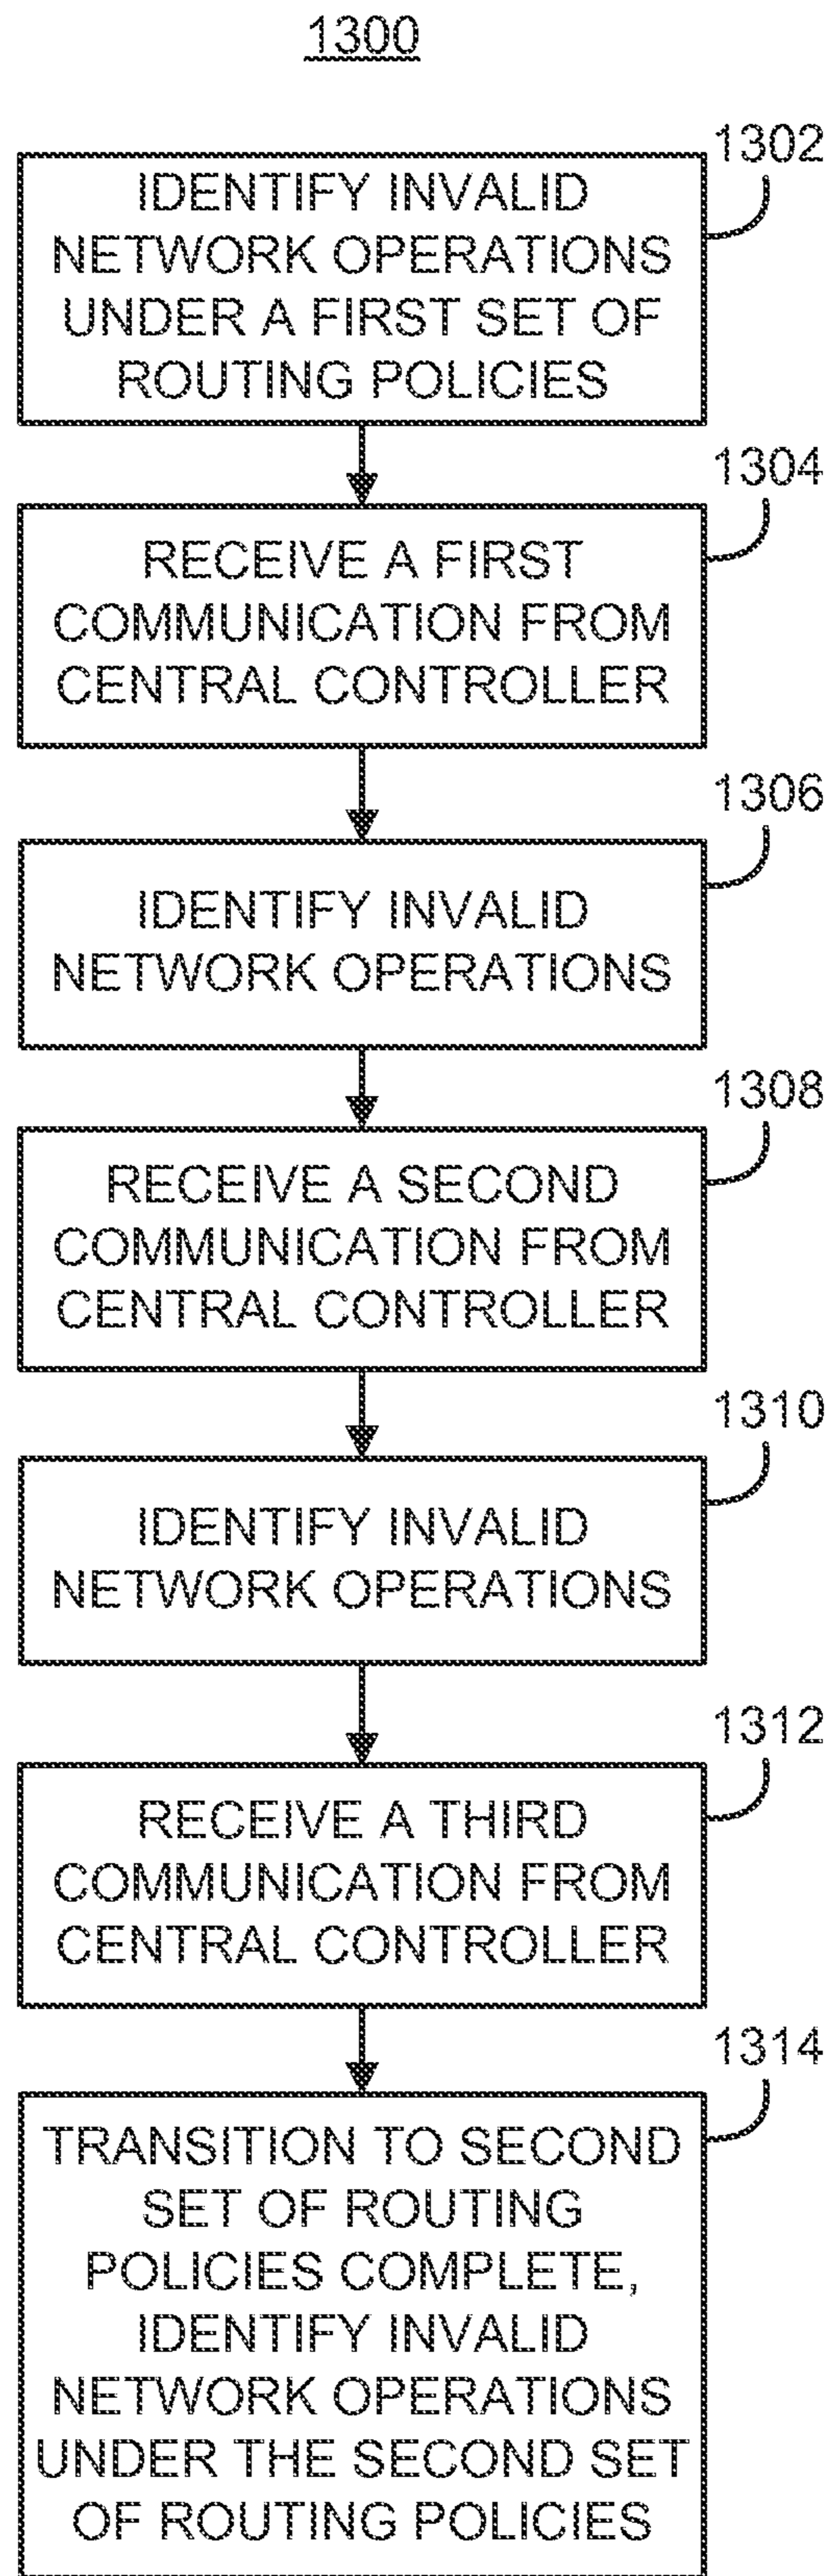 1300
1302
IDENTIFY INVALID
NETWORK OPERATIONS
UNDER A FIRST SET OF
ROUTING POLICIES
1304
RECEIVE A FIRST
COMMUNICATION FROM
CENTRAL CONTROLLER
1306
IDENTIFY INVALID
NETWORK OPERATIONS
1308
RECEIVE A SECOND
COMMUNICATION FROM
CENTRAL CONTROLLER
1310
IDENTIFY INVALID
NETWORK OPERATIONS
1312
RECEIVE A THIRD
COMMUNICATION FROM
CENTRAL CONTROLLER
1314
TRANSITION TO SECOND
SET OF ROUTING
POLICIES COMPLETE,
IDENTIFY INVALID
NETWORK OPERATIONS
UNDER THE SECOND SET
OF ROUTING POLICIES